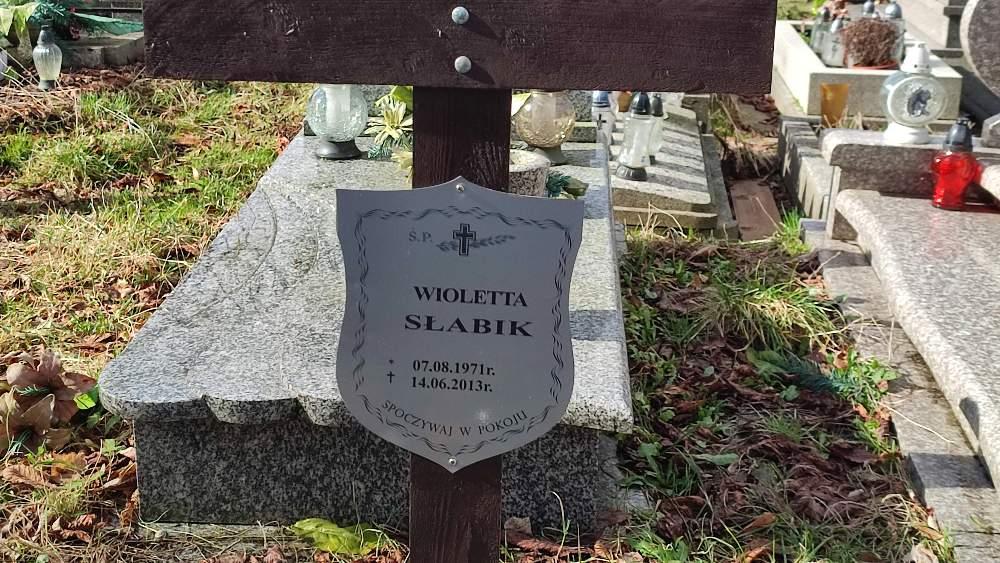 Ś.P.
WIOLETTA
SŁABIK
* 07.08.1971r.
† 14.06.2013r.
SPOCZYWAJ W POKOJU